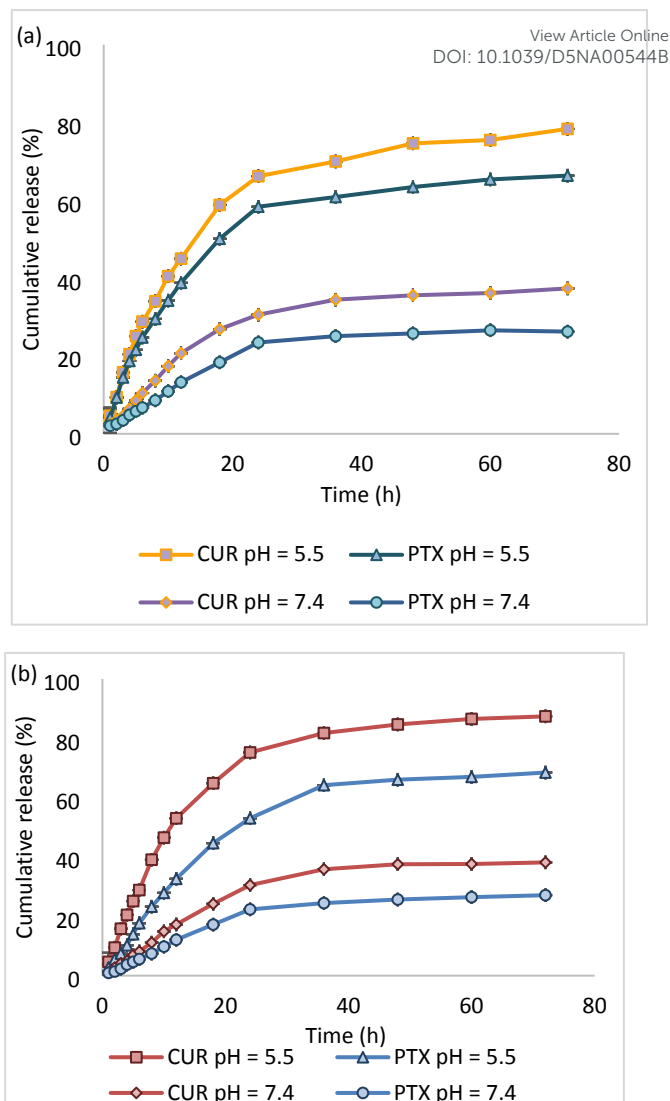 (a)
View Article Online
DOI: 10.1039/D5NA00544B
100
80
60
40
20
0
Cumulative release (%)
0 20 40 60 80
Time (h)
CUR pH = 5.5 PTX pH = 5.5
CUR pH = 7.4 PTX pH = 7.4
(b)
100
80
60
40
20
0
Cumulative release (%)
0 20 40 60 80
Time (h)
CUR pH = 5.5 PTX pH = 5.5
CUR pH = 7.4 PTX pH = 7.4